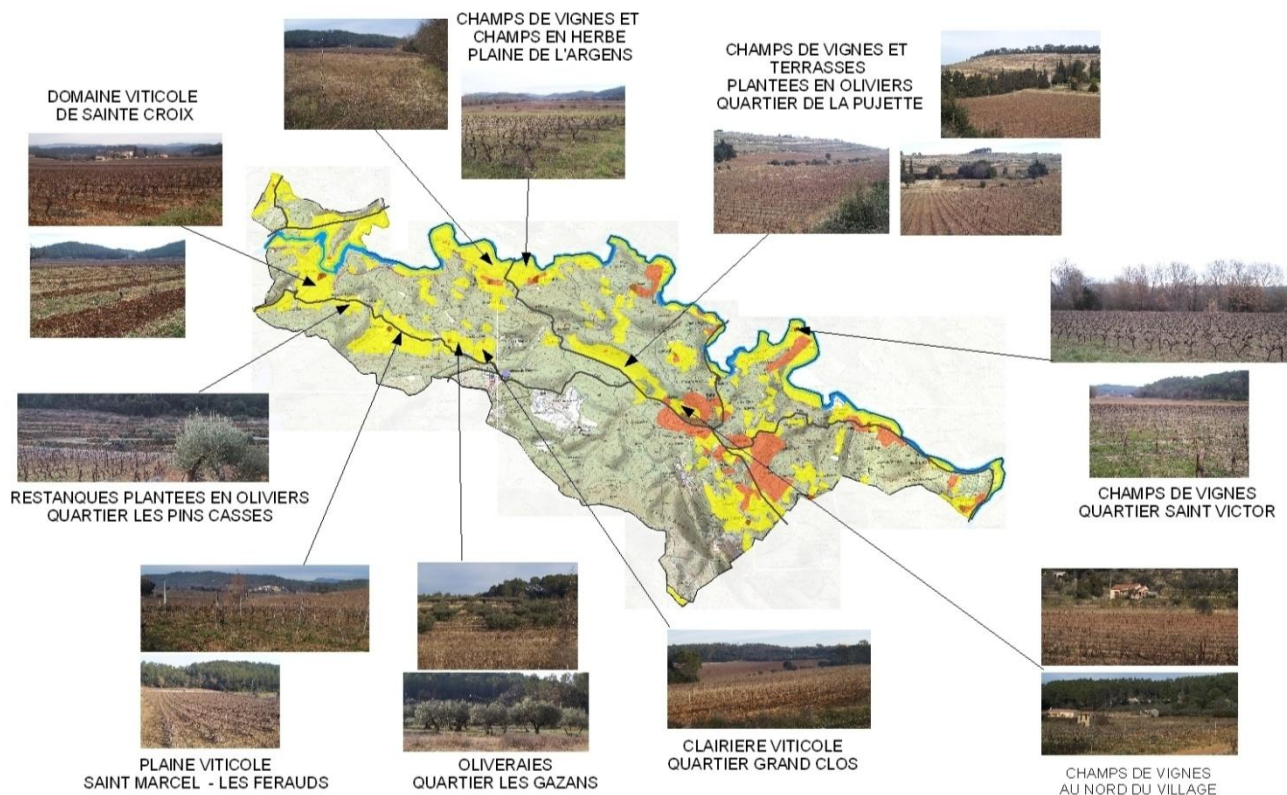 CHAMPS DE VIGNES ET
CHAMPS EN HERBE
PLAINE DE L'ARGENS
CHAMPS DE VIGNES ET
TERRASSES
PLANTEES EN OLIVIERS
QUARTIER DE LA PUJETTE
DOMAINE VITICOLE
DE SAINTE CROIX
RESTANQUES PLANTEES EN OLIVIERS
QUARTIER LES PINS CASSES
CHAMPS DE VIGNES
QUARTIER SAINT VICTOR
PLAINE VITICOLE
SAINT MARCEL - LES FERAUDS
OLIVERAIES
QUARTIER LES GAZANS
CLAIRIERE VITICOLE
QUARTIER GRAND CLOS
CHAMPS DE VIGNES
AU NORD DU VILLAGE